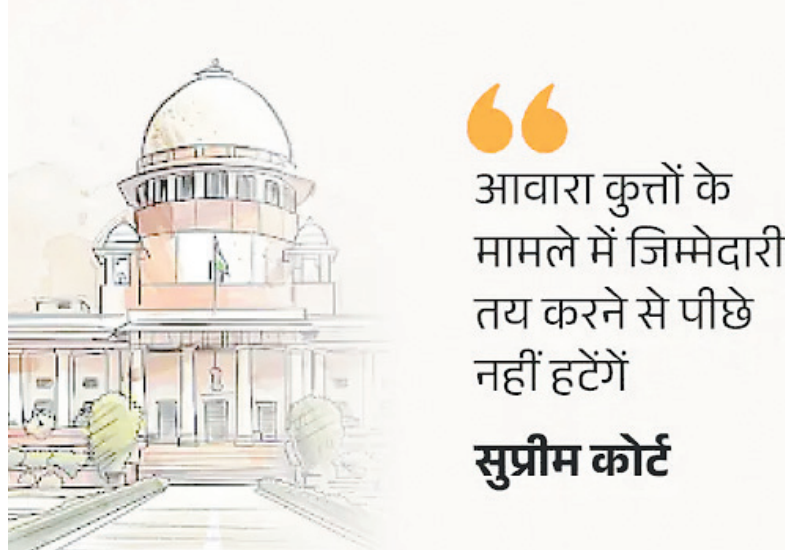 ❝
आवारा कुत्तों के
मामले में जिम्मेदारी
तय करने से पीछे
नहीं हटेंगें
सुप्रीम कोर्ट